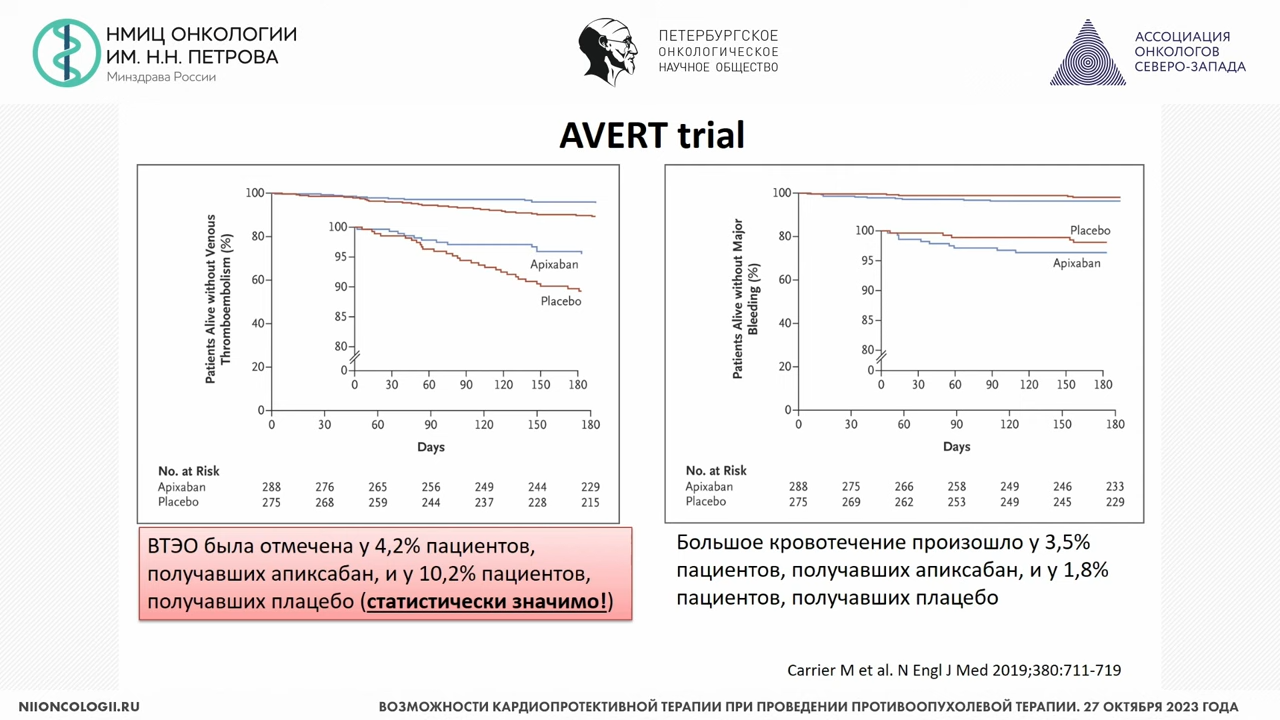 НМИЦ ОНКОЛОГИИ
ИМ. Н.Н. ПЕТРОВА
Минздрава России
ПЕТЕРБУРГСКОЕ
ОНКОЛОГИЧЕСКОЕ
НАУЧНОЕ ОБЩЕСТВО
АССОЦИАЦИЯ
ОНКОЛОГОВ
СЕВЕРО-ЗАПАДА
AVERT trial
Patients Alive without Venous
Thromboembolism (%)
100
80
60
40
20
0
100
95
90
85
80
0
Apixaban
Placebo
0 30 60 90 120 150 180
0 30 60 90 120 150 180
Days
No. at Risk
Apixaban 288 276 265 256 249 244 229
Placebo 275 268 259 244 237 228 215
Patients Alive without Major
Bleeding (%)
100
80
60
40
20
0
100
95
90
85
80
0
Placebo
Apixaban
0 30 60 90 120 150 180
0 30 60 90 120 150 180
Days
No. at Risk
Apixaban 288 275 266 258 249 246 233
Placebo 275 269 262 253 249 245 229
ВТЭО была отмечена у 4,2% пациентов,
получавших апиксабан, и у 10,2% пациентов,
получавших плацебо (статистически значимо!)
Большое кровотечение произошло у 3,5%
пациентов, получавших апиксабан, и у 1,8%
пациентов, получавших плацебо
Carrier M et al. N Engl J Med 2019;380:711-719
NIIONCOLOGII.RU
ВОЗМОЖНОСТИ КАРДИОПРОТЕКТИВНОЙ ТЕРАПИИ ПРИ ПРОВЕДЕНИИ ПРОТИВООПУХОЛЕВОЙ ТЕРАПИИ. 27 ОКТЯБРЯ 2023 ГОДА